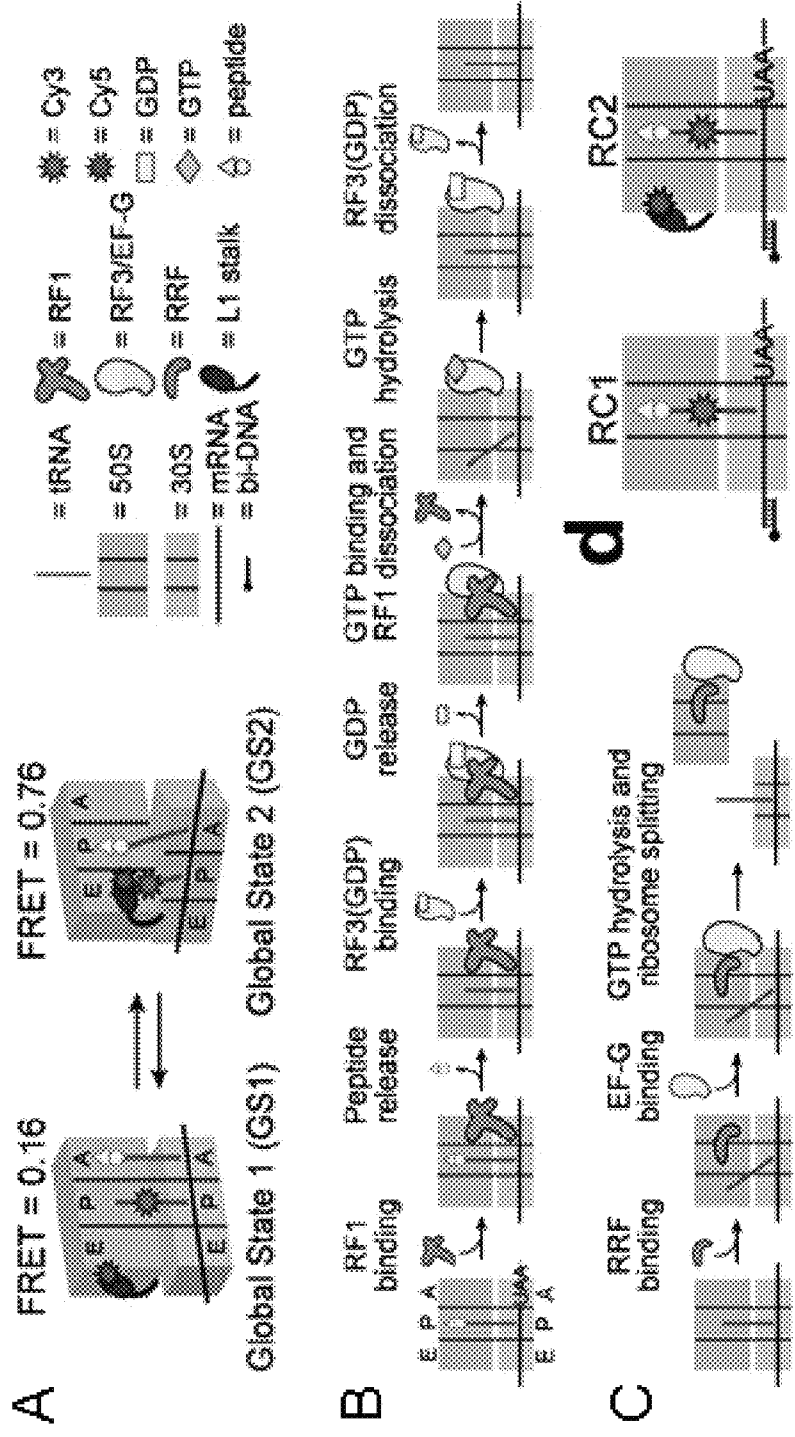 A
FRET = 0.16
FRET = 0.76
E P A
E P A
E P A
E P A
Global State 1 (GS1)
Global State 2 (GS2)
= tRNA
= 50S
= 30S
= mRNA
= bi-DNA
= RF1
= RF3/EF-G
= RRF
= L1 stalk
= Cy3
= Cy5
= GDP
= GTP
= peptide
B
RF1 binding
Peptide release
RF3(GDP) binding
GDP release
GTP binding and RF1 dissociation
GTP hydrolysis
RF3(GDP) dissociation
E P A
UAA
E P A
C
RRF binding
EF-G binding
GTP hydrolysis and ribosome splitting
d
RC1
UAA
RC2
UAA